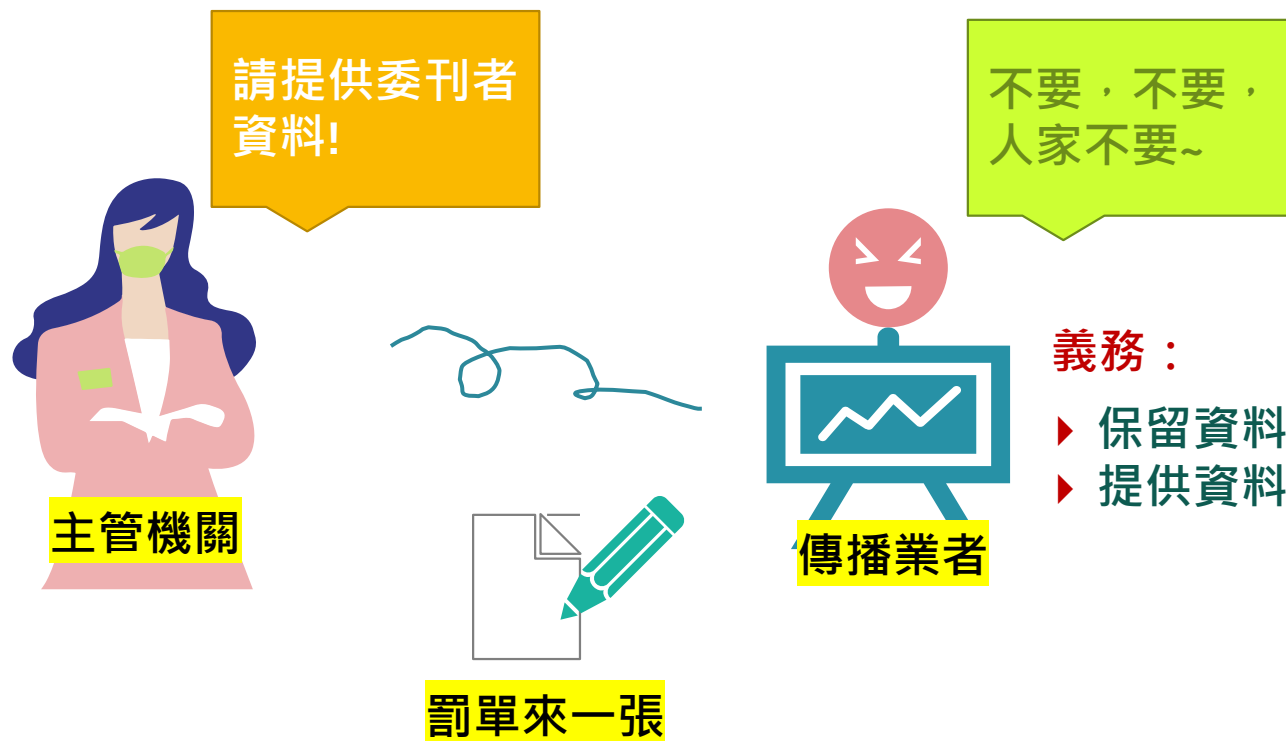 請提供委刊者
資料!
不要，不要，
人家不要~
義務：
保留資料
提供資料
主管機關
傳播業者
罰單來一張